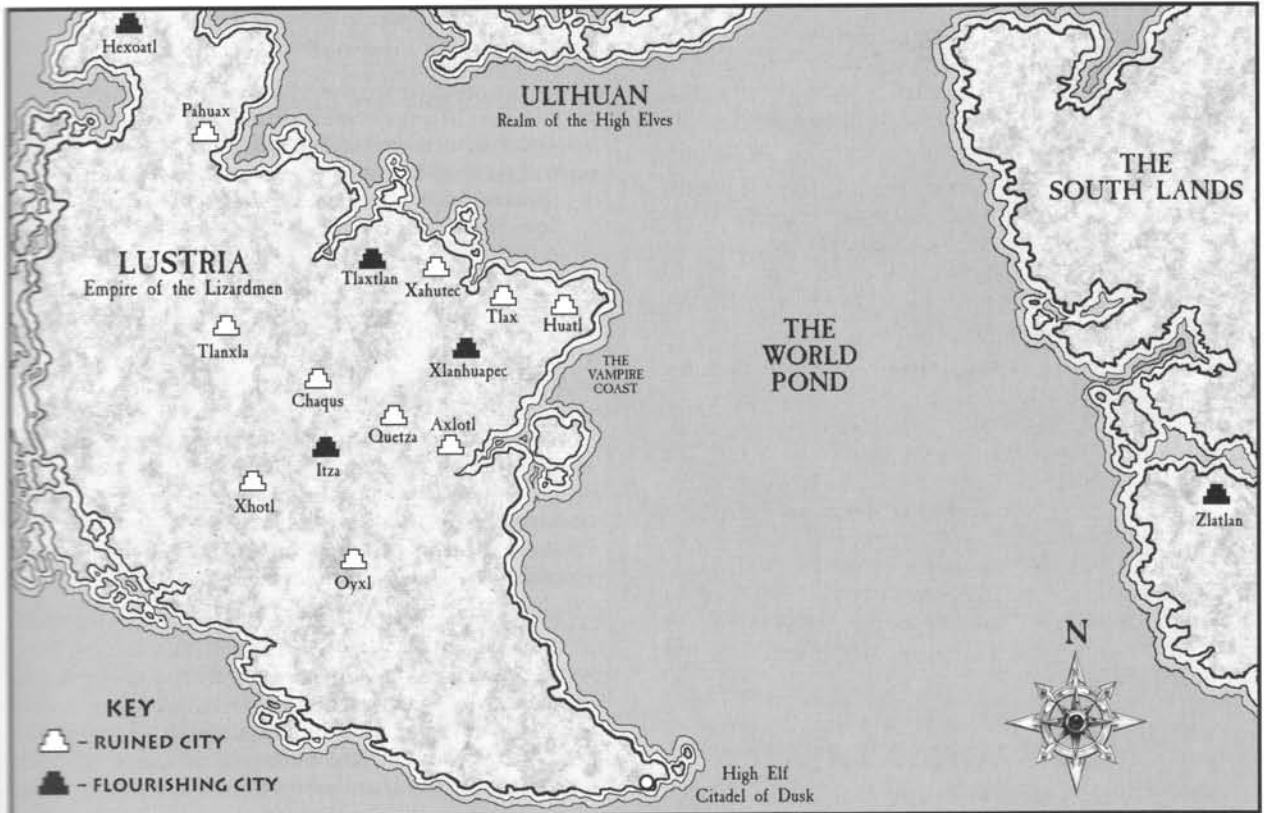 Hexoatl
ULTHUAN
Realm of the High Elves
Pahuax
THE
SOUTH LANDS
LUSTRIA
Empire of the Lizardmen
Tlaxtlan
Xahutec
Tlax
Huatl
Tlanxla
THE
WORLD
POND
Xlanhuapec
THE
VAMPIRE
COAST
Chaqus
Quetza
Axlotl
Itza
Xhotl
Zlatlan
Oyxl
N
KEY
– RUINED CITY
– FLOURISHING CITY
High Elf
Citadel of Dusk